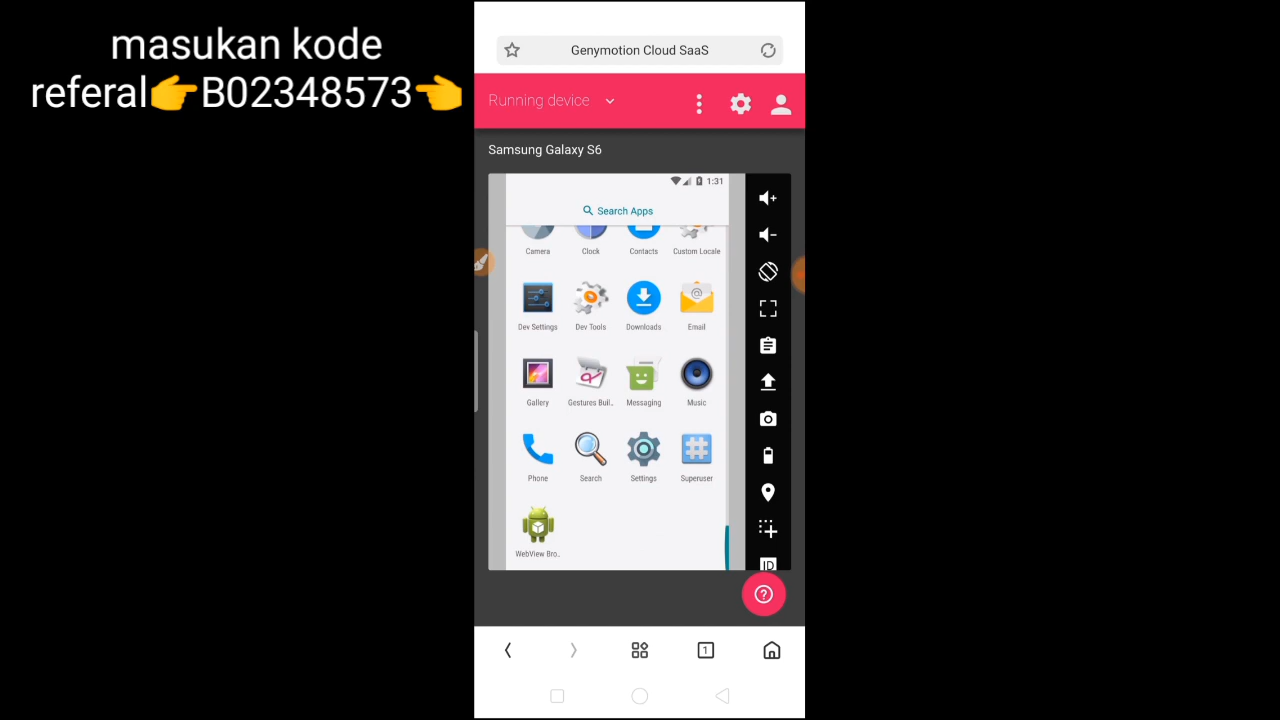 masukan kode
referal👉B02348573👈
Genymotion Cloud SaaS
Running device
Samsung Galaxy S6
1:31
Search Apps
Camera Clock Contacts Custom Locale
Dev Settings Dev Tools Downloads Email
Gallery Gestures Buil.. Messaging Music
Phone Search Settings Superuser
WebView Bro..
ID
1